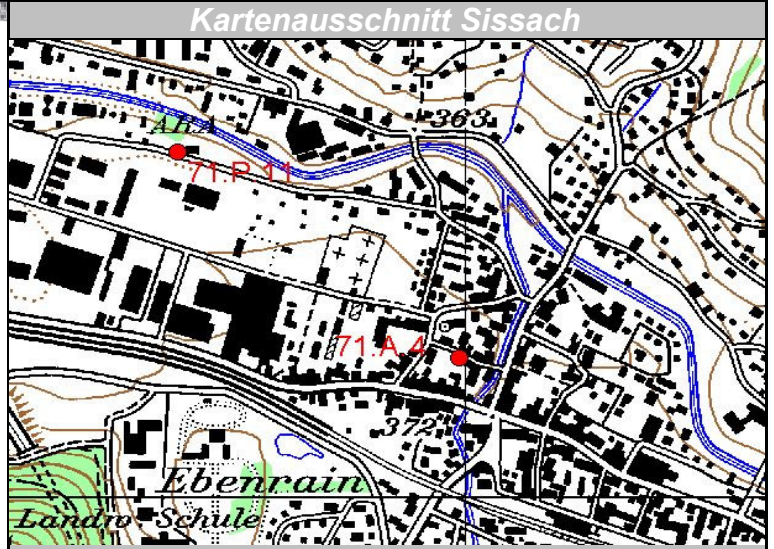 Kartenausschnitt Sissach
363
ARA
71.P.11
71.A.4
372
Ebenrain
Landw. Schule